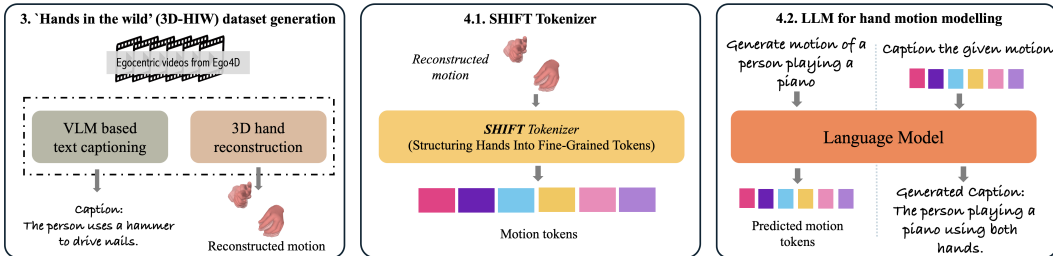 3. `Hands in the wild’ (3D-HIW) dataset generation
Egocentric videos from Ego4D
VLM based
text captioning
3D hand
reconstruction
Caption:
The person uses a hammer
to drive nails.
Reconstructed motion
4.1. SHIFT Tokenizer
Reconstructed
motion
SHIFT Tokenizer
(Structuring Hands Into Fine-Grained Tokens)
Motion tokens
4.2. LLM for hand motion modelling
Generate motion of a
person playing a
piano
Caption the given motion
Language Model
Predicted motion
tokens
Generated Caption:
The person playing a
piano using both
hands.